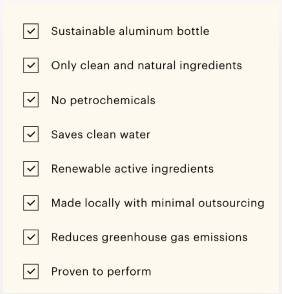 Sustainable aluminum bottle
Only clean and natural ingredients
No petrochemicals
Saves clean water
Renewable active ingredients
Made locally with minimal outsourcing
Reduces greenhouse gas emissions
Proven to perform